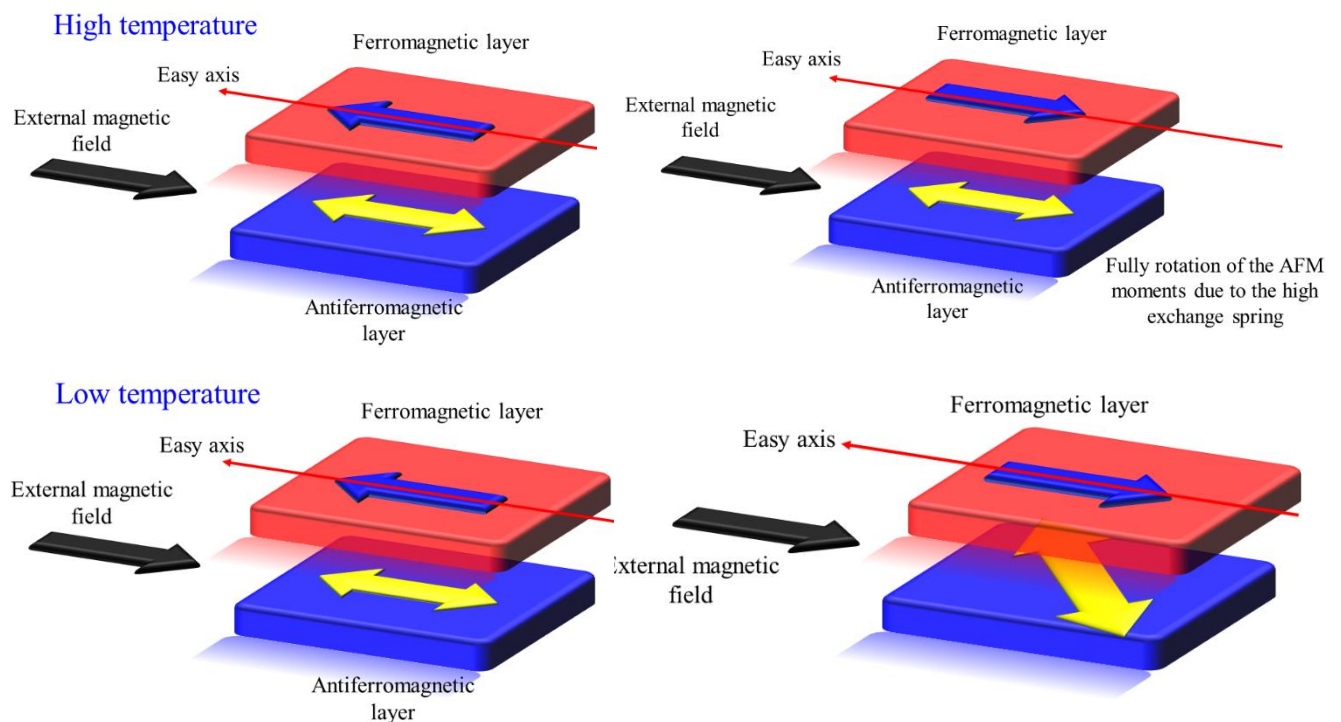 High temperature
Ferromagnetic layer
Easy axis
External magnetic
field
Antiferromagnetic
layer
Ferromagnetic layer
Easy axis
External magnetic
field
Antiferromagnetic
layer
Fully rotation of the AFM
moments due to the high
exchange spring
Low temperature
Ferromagnetic layer
Easy axis
External magnetic
field
Antiferromagnetic
layer
Ferromagnetic layer
Easy axis
External magnetic
field